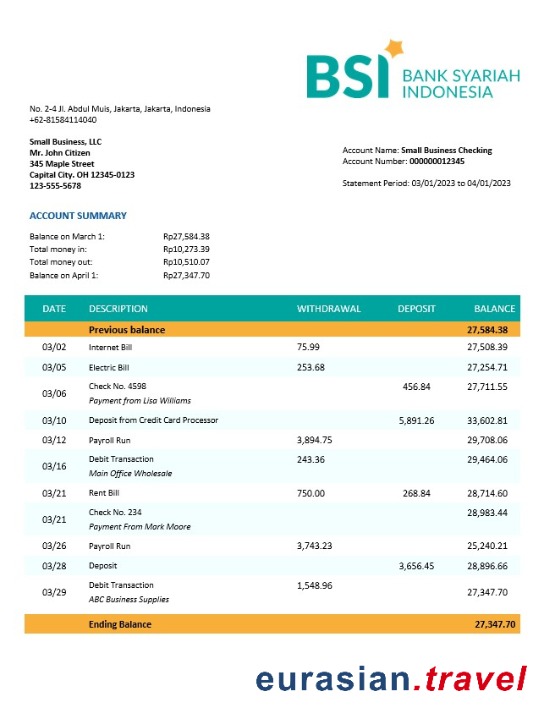 BSI BANK SYARIAH
INDONESIA
No. 2-4 Jl. Abdul Muis, Jakarta, Jakarta, Indonesia
+62-81584114040
Small Business, LLC
Mr. John Citizen
345 Maple Street
Capital City. OH 12345-0123
123-555-5678
Account Name: Small Business Checking
Account Number: 000000012345
Statement Period: 03/01/2023 to 04/01/2023
ACCOUNT SUMMARY
Balance on March 1: Rp27,584.38
Total money in: Rp10,273.39
Total money out: Rp10,510.07
Balance on April 1: Rp27,347.70
DATE DESCRIPTION WITHDRAWAL DEPOSIT BALANCE
Previous balance 27,584.38
03/02 Internet Bill 75.99 27,508.39
03/05 Electric Bill 253.68 27,254.71
03/06 Check No. 4598 456.84 27,711.55
Payment from Lisa Williams
03/10 Deposit from Credit Card Processor 5,891.26 33,602.81
03/12 Payroll Run 3,894.75 29,708.06
03/16 Debit Transaction 243.36 29,464.06
Main Office Wholesale
03/21 Rent Bill 750.00 268.84 28,714.60
03/21 Check No. 234 28,983.44
Payment From Mark Moore
03/26 Payroll Run 3,743.23 25,240.21
03/28 Deposit 3,656.45 28,896.66
03/29 Debit Transaction 1,548.96 27,347.70
ABC Business Supplies
Ending Balance 27,347.70
eurasian.travel